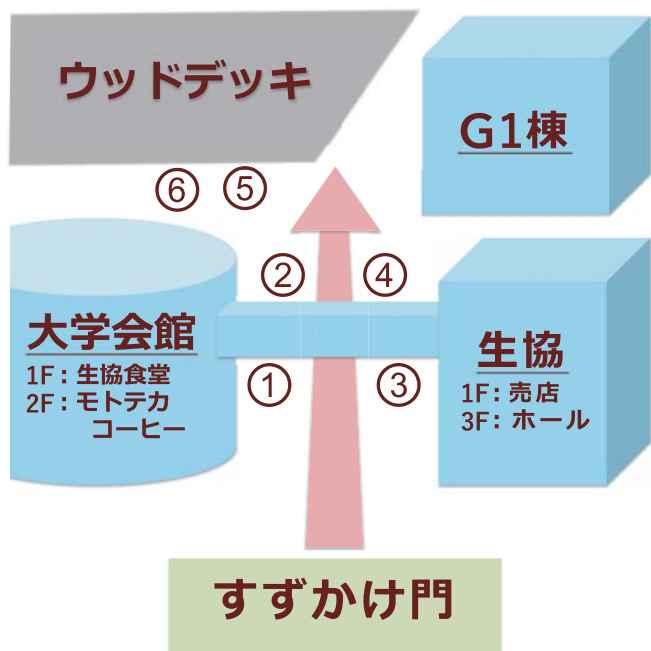 ウッドデッキ
G1棟
⑥ ⑤
② ④
大学会館
1F：生協食堂
2F：モトテカ
コーヒー
生協
1F：売店
3F：ホール
① ③
すずかけ門